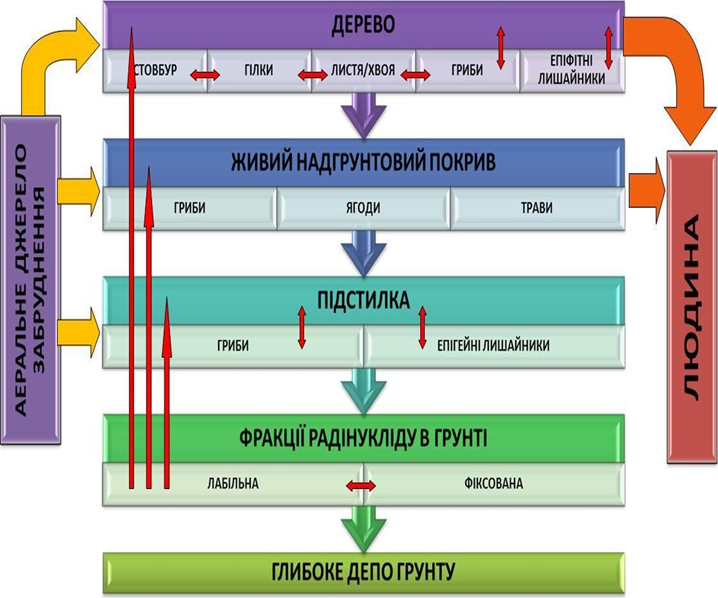 ДЕРЕВО
СТОВБУР
ГІЛКИ
ЛИСТЯ/ХВОЯ
ГРИБИ
ЕПІФІТНІ
ЛИШАЙНИКИ
АЕРАЛЬНЕ ДЖЕРЕЛО
ЗАБРУДНЕННЯ
ЖИВИЙ НАДГРУНТОВИЙ ПОКРИВ
ГРИБИ
ЯГОДИ
ТРАВИ
ЛЮДИНА
ПІДСТИЛКА
ГРИБИ
ЕПІГЕЙНІ ЛИШАЙНИКИ
ФРАКЦІЇ РАДІНУКЛІДУ В ГРУНТІ
ЛАБІЛЬНА
ФІКСОВАНА
ГЛИБОКЕ ДЕПО ГРУНТУ